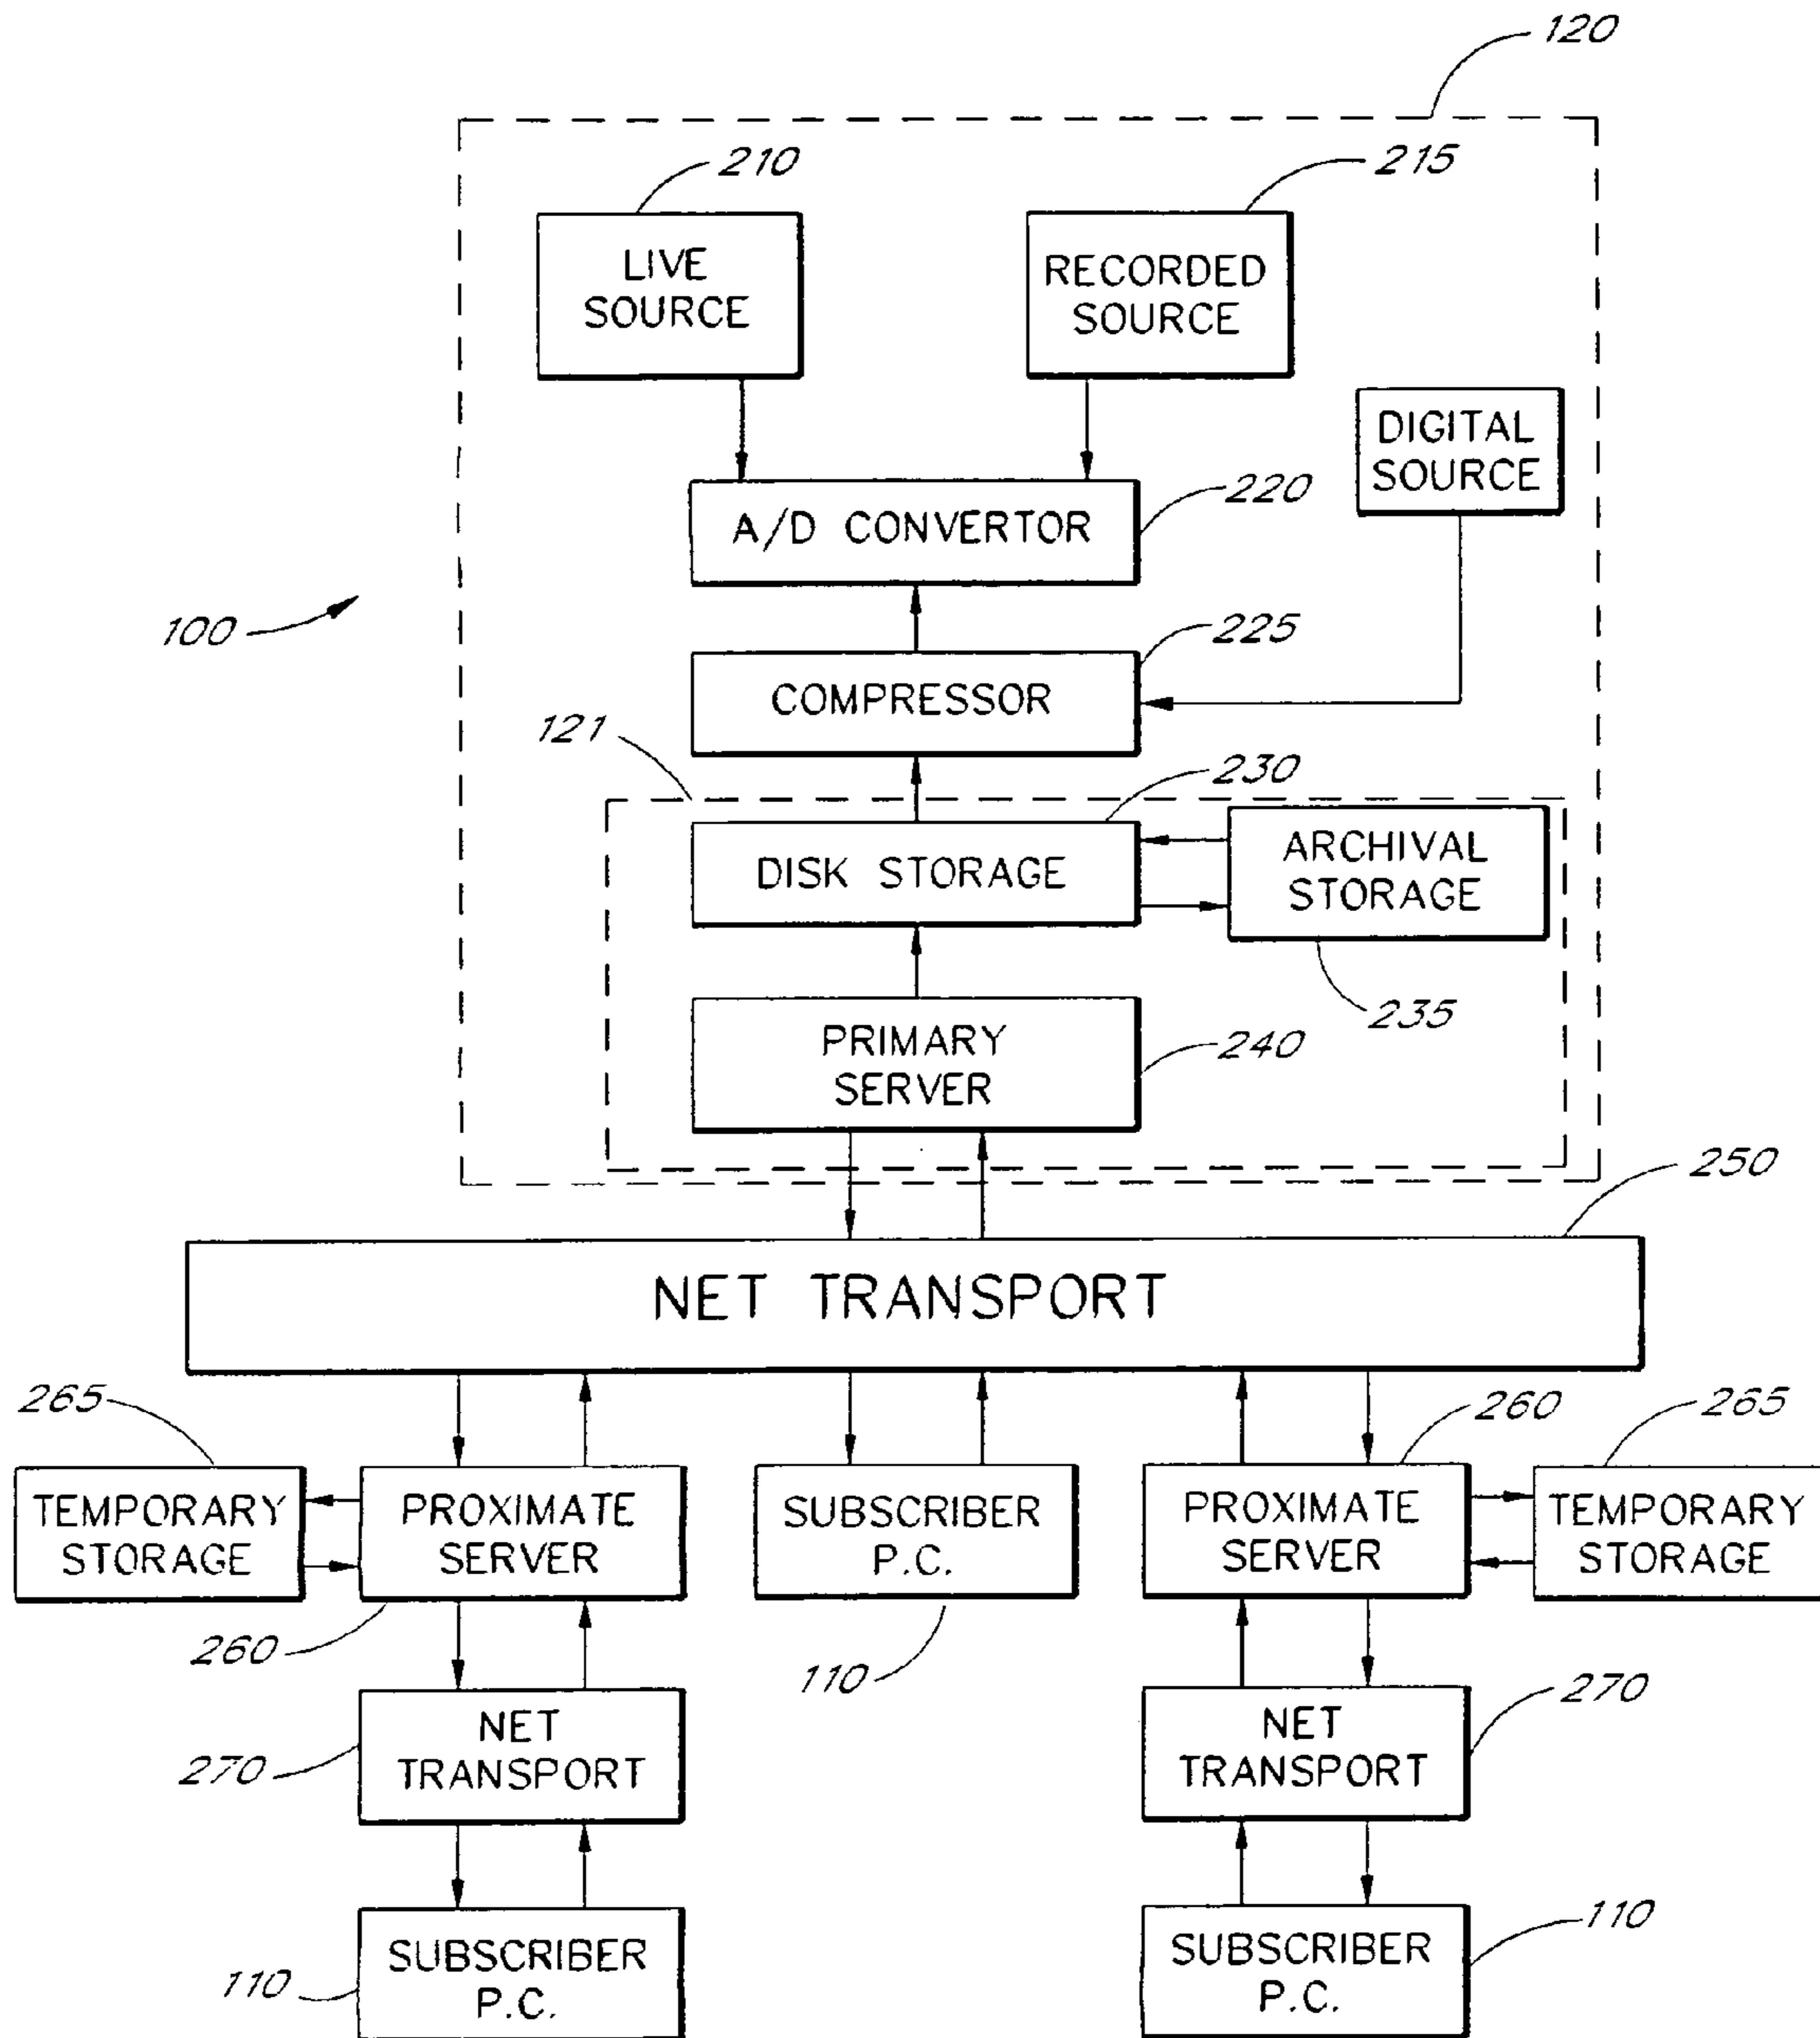 120
210
215
LIVE
SOURCE
RECORDED
SOURCE
DIGITAL
SOURCE
220
A/D CONVERTOR
100
225
COMPRESSOR
121
230
DISK STORAGE
ARCHIVAL
STORAGE
235
PRIMARY
SERVER
240
250
NET TRANSPORT
265
260
265
TEMPORARY
STORAGE
PROXIMATE
SERVER
SUBSCRIBER
P.C.
PROXIMATE
SERVER
TEMPORARY
STORAGE
260
110
270
NET
TRANSPORT
270
NET
TRANSPORT
110
SUBSCRIBER
P.C.
SUBSCRIBER
P.C.
110